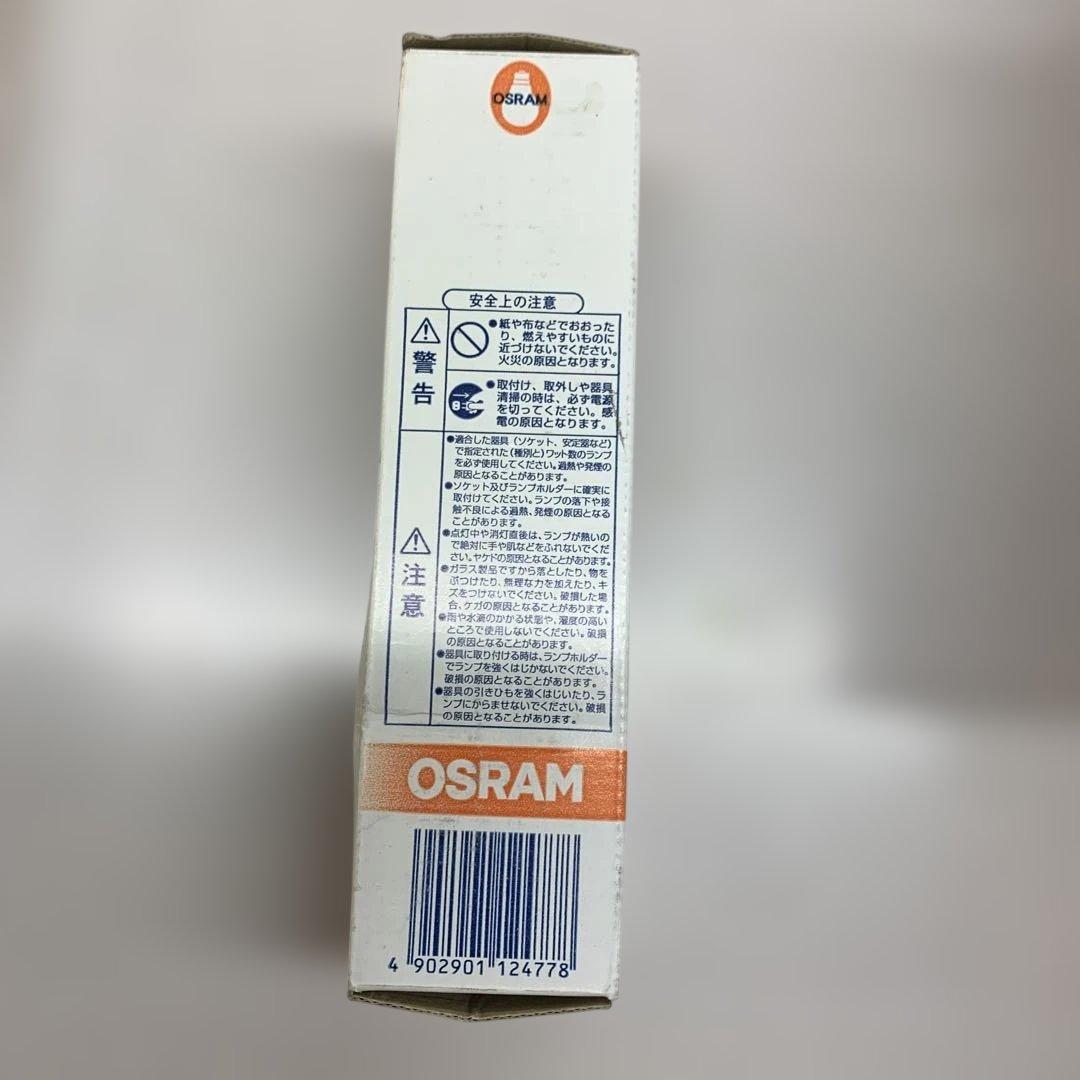 OSRAM
安全上の注意
警告
●紙や布などでおおった
り、燃えやすいものに
近づけないでください。
火災の原因となります。
●取付け、取外しや器具
清掃の時は、必ず電源
を切ってください。感
電の原因となります。
注意
●適合した器具（ソケット、安定器など）
で指定された（種別と）ワット数のランプ
を必ず使用してください。過熱や発煙の
原因となることがあります。
●ソケット及びランプホルダーに確実に
取付けてください。ランプの落下や接
触不良による過熱、発煙の原因となる
ことがあります。
●点灯中や消灯直後は、ランプが熱いの
で絶対に手や肌などをふれないでくだ
さい。ヤケドの原因となることがあります。
●ガラス製品ですから落としたり、物を
ぶつけたり、無理な力を加えたり、キ
ズをつけないでください。破損した場
合、ケガの原因となることがあります。
●雨や水滴のかかる状態や、湿度の高い
ところで使用しないでください。破損
の原因となることがあります。
●器具に取り付ける時は、ランプホルダー
でランプを強くはじかないでください。
破損の原因となることがあります。
●器具の引きひもを強くはじいたり、ラ
ンプにからませないでください。破損
の原因となることがあります。
OSRAM
4 902901 124778